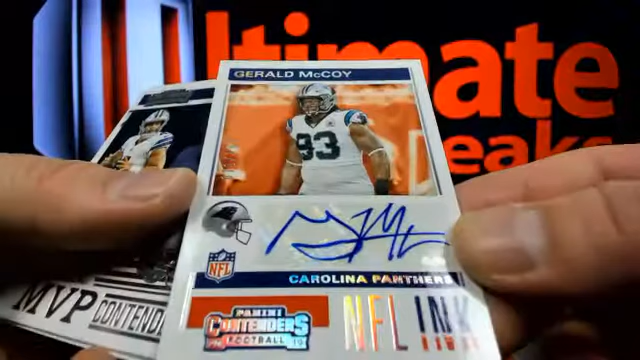 Ultimate
Breaks
GERALD McCOY
93
CAROLINA PANTHERS
NFL
PANINI
CONTENDERS
FOOTBALL
NFL INK
MVP CONTENDERS